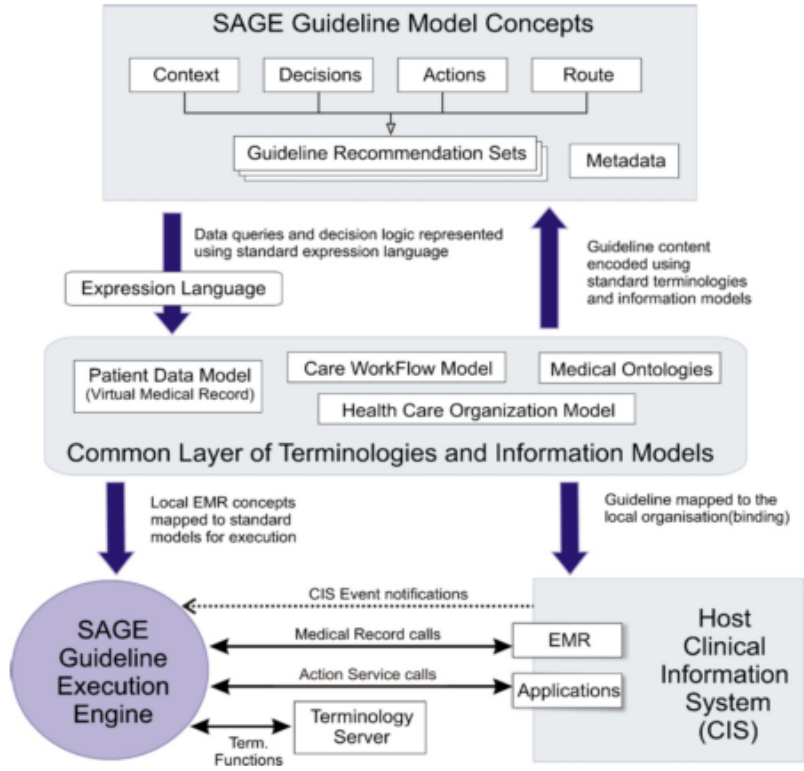 SAGE Guideline Model Concepts
Context
Decisions
Actions
Route
Guideline Recommendation Sets
Metadata
Data queries and decision logic represented
using standard expression language
Guideline content
encoded using
standard terminologies
and information models
Expression Language
Patient Data Model
(Virtual Medical Record)
Care WorkFlow Model
Medical Ontologies
Health Care Organization Model
Common Layer of Terminologies and Information Models
Local EMR concepts
mapped to standard
models for execution
Guideline mapped to the
local organisation(binding)
SAGE
Guideline
Execution
Engine
CIS Event notifications
Medical Record calls
EMR
Action Service calls
Applications
Term.
Functions
Terminology
Server
Host
Clinical
Information
System
(CIS)